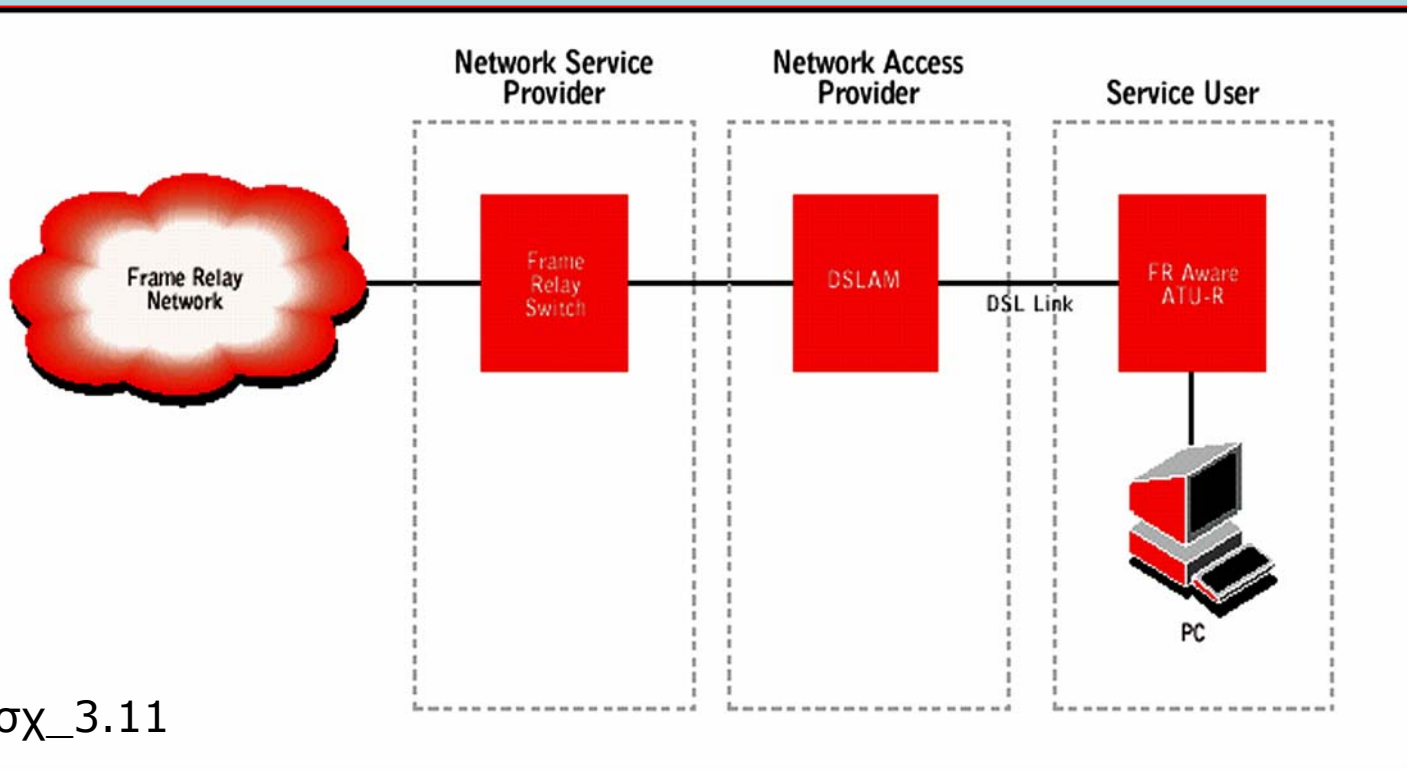 Network Service
Provider
Network Access
Provider
Service User
Frame Relay
Network
Frame
Relay
Switch
DSLAM
DSL Link
FR Aware
ATU-R
PC
σχ_3.11